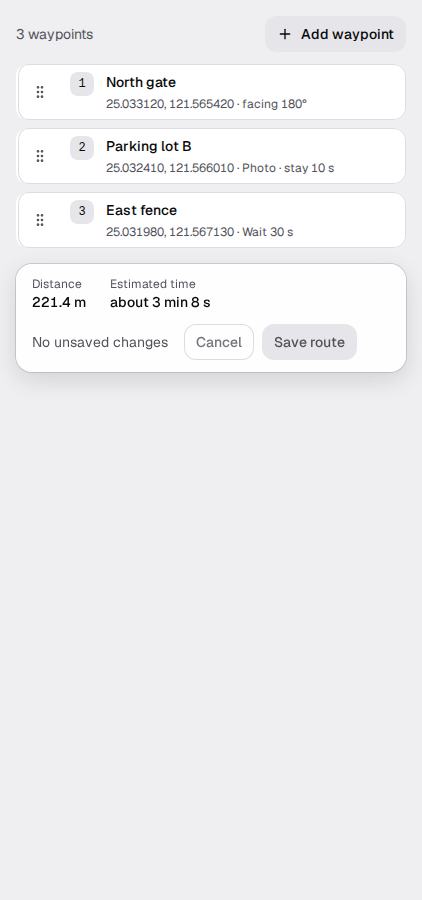 3 waypoints
Add waypoint
1
North gate
25.033120, 121.565420 · facing 180°
2
Parking lot B
25.032410, 121.566010 · Photo · stay 10 s
3
East fence
25.031980, 121.567130 · Wait 30 s
Distance
Estimated time
221.4 m
about 3 min 8 s
No unsaved changes
Cancel
Save route